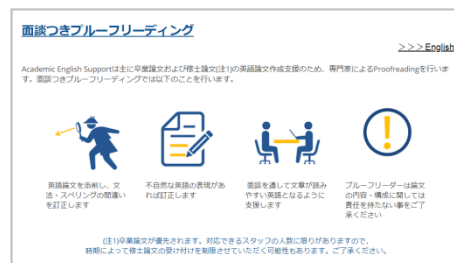 面談つきプルーフリーディング
>>>English
Academic English Supportは主に卒業論文および修士論文(注1)の英語論文作成支援のため、専門家によるProofreadingを行いま
す。面談つきプルーフリーディングでは以下のことを行います。
英語論文を添削し、文
法・スペリングの間違い
を訂正します
不自然な英語の表現があ
れば訂正します
面談を通して文章が読み
やすい英語となるように
支援します
プルーフリーダーは論文
の内容・構成に関しては
責任を持たない事をご了
承ください
(注1)卒業論文が優先されます。対応できるスタッフの人数に限りがありますので、
時期によって修士論文の受け付けを制限させていただく可能性もあります。ご了承ください。